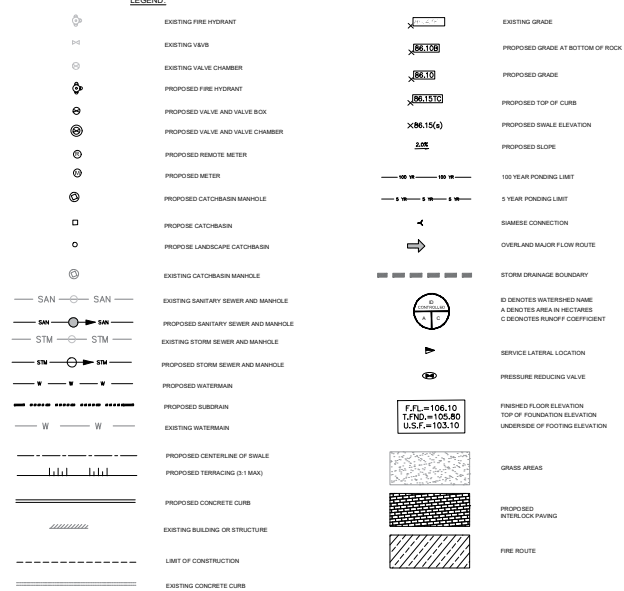 LEGEND:
EXISTING FIRE HYDRANT
EXISTING V&VB
EXISTING VALVE CHAMBER
PROPOSED FIRE HYDRANT
PROPOSED VALVE AND VALVE BOX
PROPOSED VALVE AND VALVE CHAMBER
R PROPOSED REMOTE METER
M PROPOSED METER
PROPOSED CATCHBASIN MANHOLE
PROPOSE CATCHBASIN
PROPOSE LANDSCAPE CATCHBASIN
EXISTING CATCHBASIN MANHOLE
SAN SAN EXISTING SANITARY SEWER AND MANHOLE
SAN SAN PROPOSED SANITARY SEWER AND MANHOLE
STM STM EXISTING STORM SEWER AND MANHOLE
STM STM PROPOSED STORM SEWER AND MANHOLE
W W W PROPOSED WATERMAIN
PROPOSED SUBDRAIN
W W EXISTING WATERMAIN
PROPOSED CENTERLINE OF SWALE
PROPOSED TERRACING (3:1 MAX)
PROPOSED CONCRETE CURB
EXISTING BUILDING OR STRUCTURE
LIMIT OF CONSTRUCTION
EXISTING CONCRETE CURB
EXISTING GRADE
86.10B PROPOSED GRADE AT BOTTOM OF ROCK
86.10 PROPOSED GRADE
86.15TC PROPOSED TOP OF CURB
86.15(s) PROPOSED SWALE ELEVATION
2.0% PROPOSED SLOPE
100 YR 100 YR 100 YEAR PONDING LIMIT
5 YR 5 YR 5 YR 5 YEAR PONDING LIMIT
SIAMESE CONNECTION
OVERLAND MAJOR FLOW ROUTE
STORM DRAINAGE BOUNDARY
ID
CONTROLLED
A C
ID DENOTES WATERSHED NAME
A DENOTES AREA IN HECTARES
C DEONOTES RUNOFF COEFFICIENT
SERVICE LATERAL LOCATION
PRESSURE REDUCING VALVE
F.FL.=106.10 FINISHED FLOOR ELEVATION
T.FND.=105.80 TOP OF FOUNDATION ELEVATION
U.S.F.=103.10 UNDERSIDE OF FOOTING ELEVATION
GRASS AREAS
PROPOSED
INTERLOCK PAVING
FIRE ROUTE